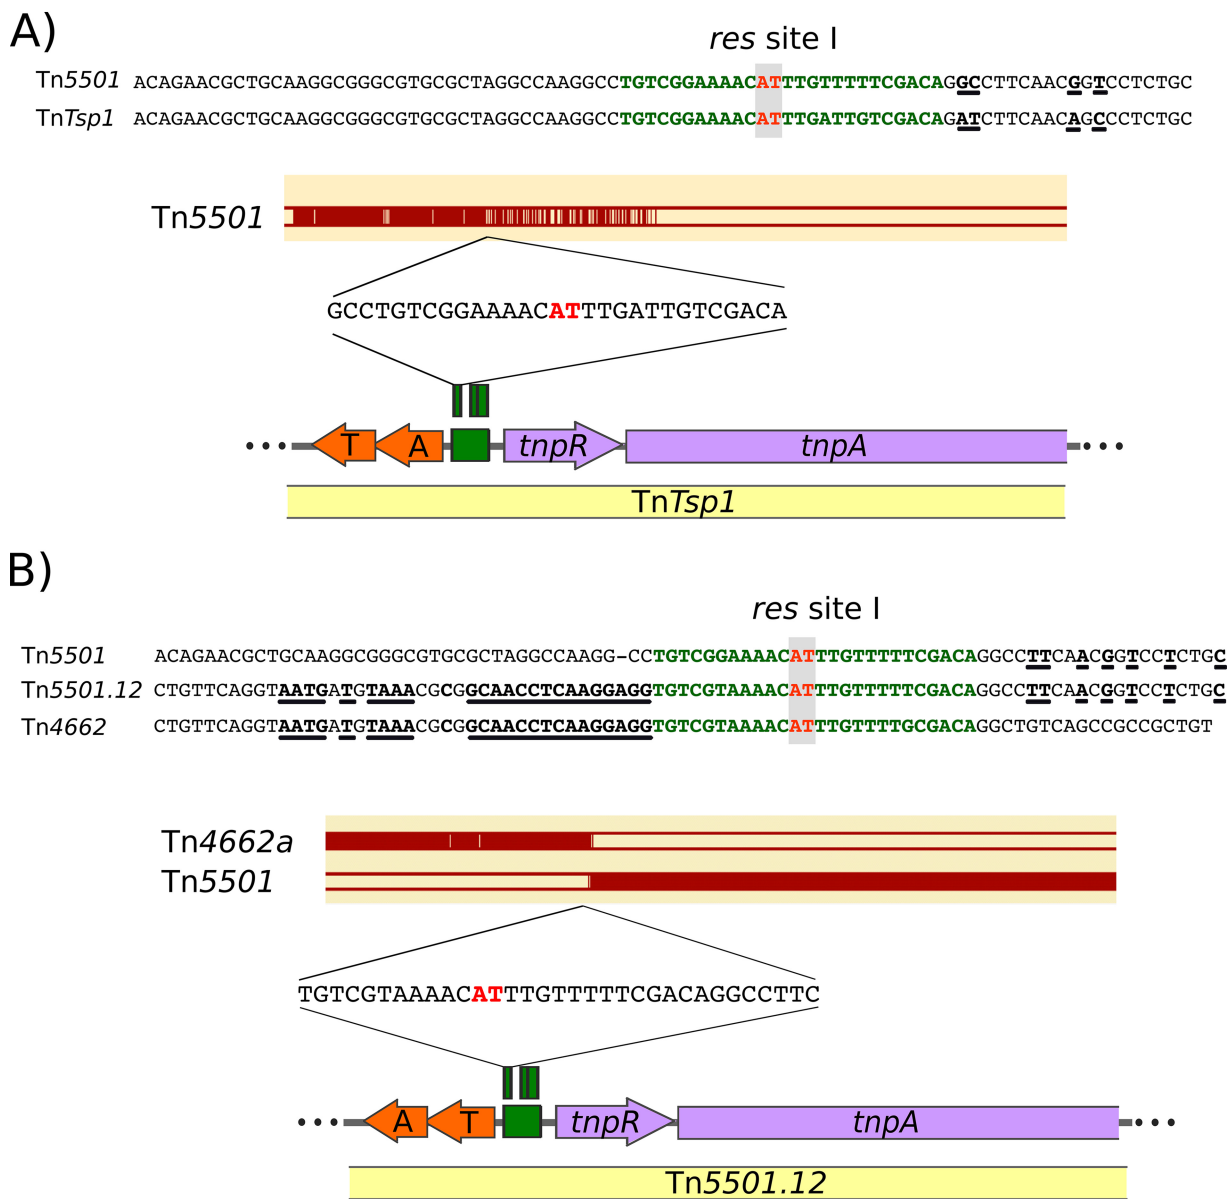 A)
res site I
Tn5501 ACAGAACGCTGCAAGGCGGGCGTGCGCTAGGCCAAGGCCTGTCGGAAAACATTTGTTTTTCGACAGGCCTTCAACGGTCCTCTGC
TnTsp1 ACAGAACGCTGCAAGGCGGGCGTGCGCTAGGCCAAGGCCTGTCGGAAAACATTTGATTGTCGACAGATCTTCAACAGCCCTCTGC
Tn5501
GCCTGTCGGAAAACATTTGATTGTCGACA
T A tnpR tnpA
TnTsp1
B)
res site I
Tn5501 ACAGAACGCTGCAAGGCGGGCGTGCGCTAGGCCAAGG-CCTGTCGGAAAACATTTGTTTTTCGACAGGCCTTCAACGGTCCTCTGC
Tn5501.12 CTGTTCAGGTAATGATGTAAACGCGGCAACCTCAAGGAGGTGTCGTAAAACATTTGTTTTTCGACAGGCCTTCAACGGTCCTCTGC
Tn4662 CTGTTCAGGTAATGATGTAAACGCGGCAACCTCAAGGAGGTGTCGTAAAACATTTGTTTTGCGACAGGCTGTCAGCCGCCGCTGT
Tn4662a
Tn5501
TGTCGTAAAACATTTGTTTTTCGACAGGCCTTC
A T tnpR tnpA
Tn5501.12